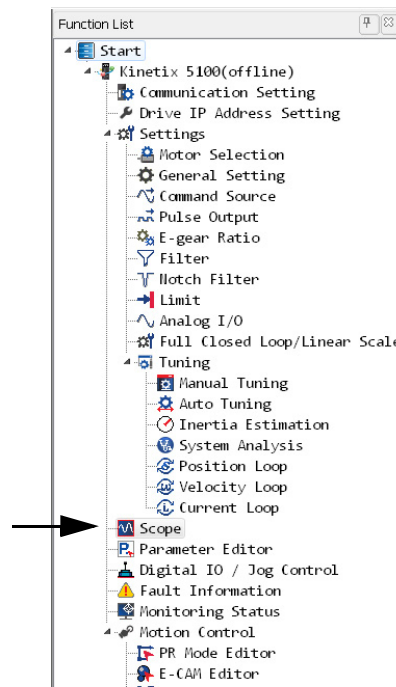 Function List
Start
Kinetix 5100(offline)
Communication Setting
Drive IP Address Setting
Settings
Motor Selection
General Setting
Command Source
Pulse Output
E-gear Ratio
Filter
Notch Filter
Limit
Analog I/O
Full Closed Loop/Linear Scale
Tuning
Manual Tuning
Auto Tuning
Inertia Estimation
System Analysis
Position Loop
Velocity Loop
Current Loop
Scope
Parameter Editor
Digital IO / Jog Control
Fault Information
Monitoring Status
Motion Control
PR Mode Editor
E-CAM Editor